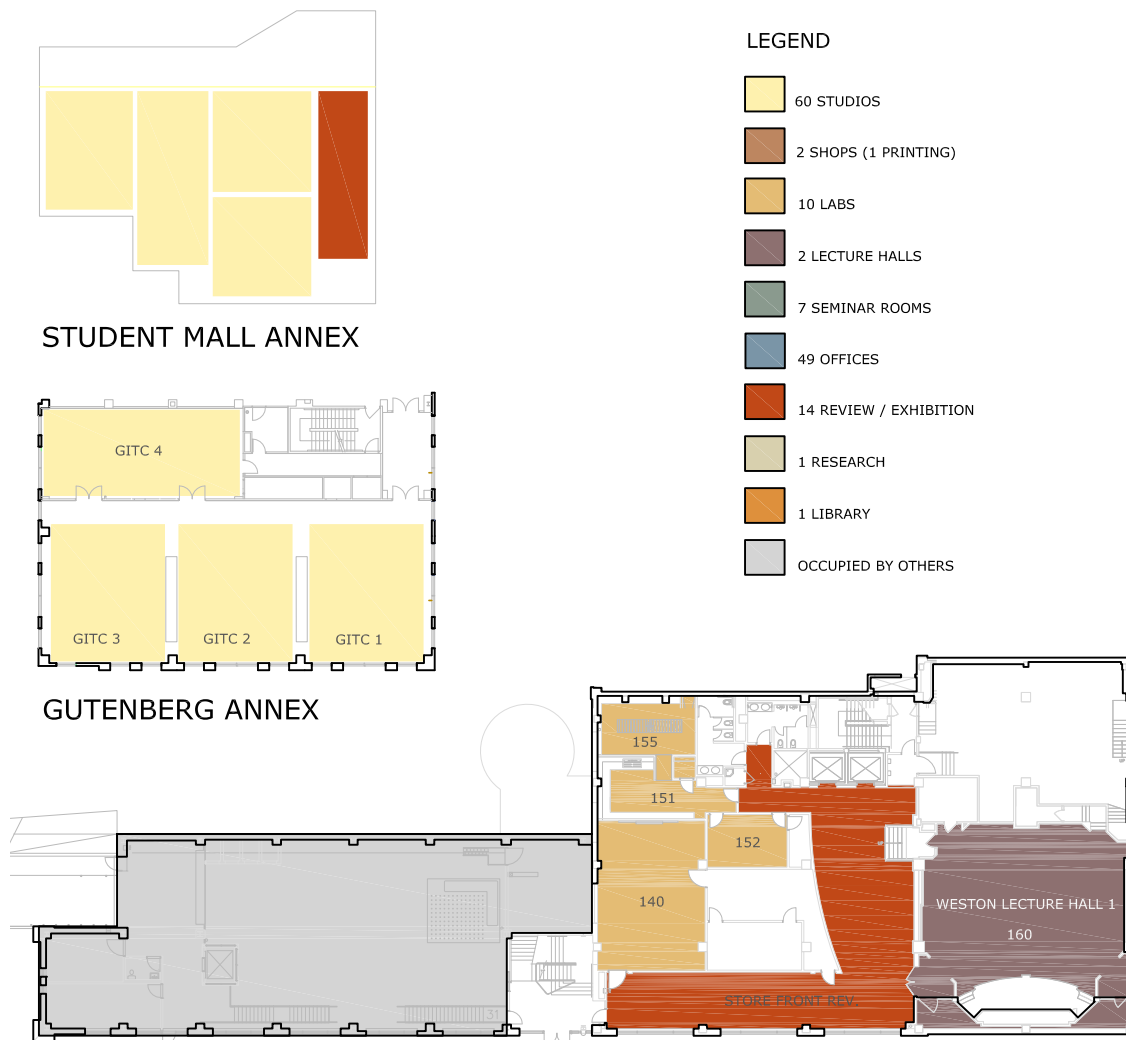 LEGEND
60 STUDIOS
2 SHOPS (1 PRINTING)
10 LABS
2 LECTURE HALLS
7 SEMINAR ROOMS
49 OFFICES
14 REVIEW / EXHIBITION
1 RESEARCH
1 LIBRARY
OCCUPIED BY OTHERS
STUDENT MALL ANNEX
GITC 4
GITC 3
GITC 2
GITC 1
GUTENBERG ANNEX
155
151
152
140
WESTON LECTURE HALL 1
160
STORE FRONT REV.
31